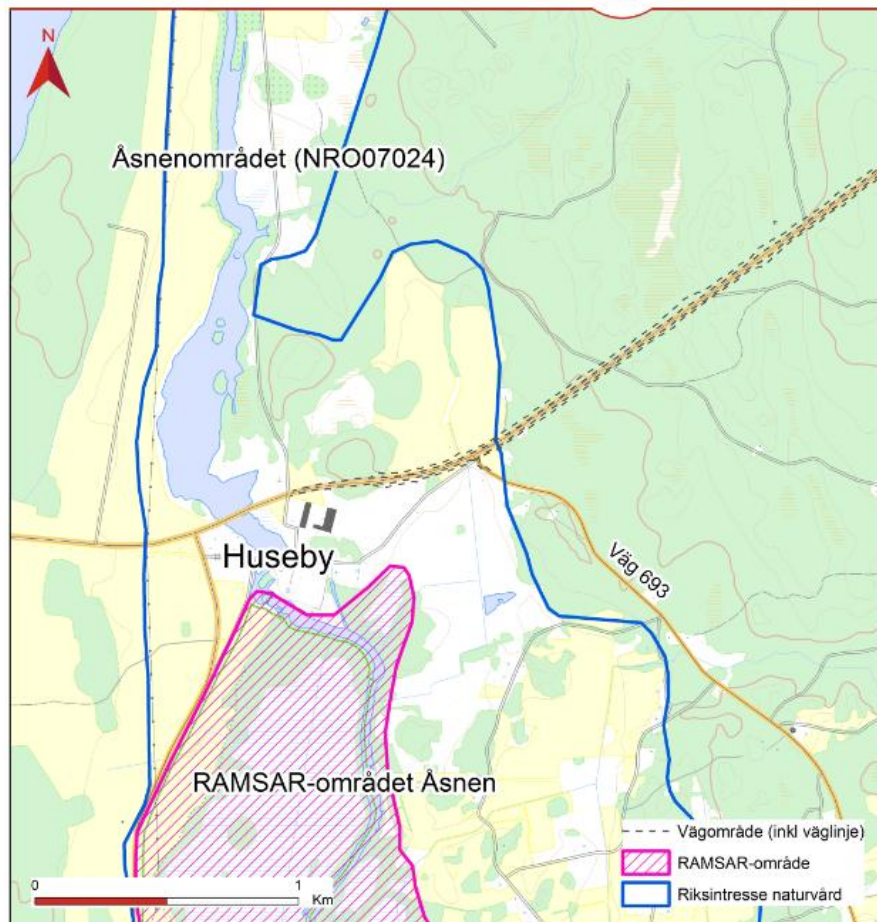 N
Åsnenområdet (NRO07024)
Huseby
Väg 693
RAMSAR-området Åsnen
Vägområde (inkl väglinje)
RAMSAR-område
Riksintresse naturvård
0 1
Km